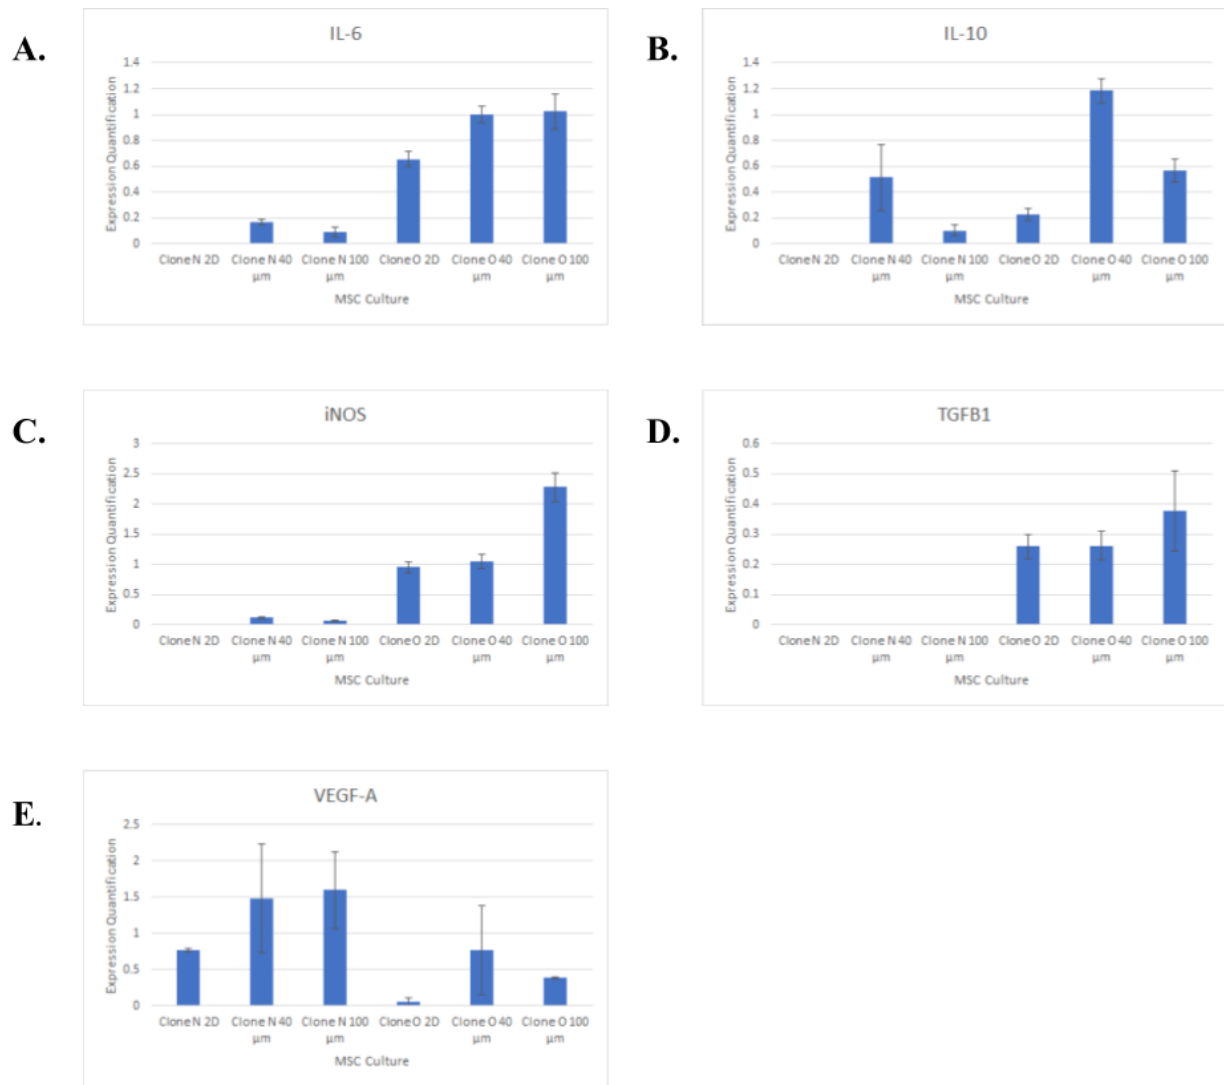 A.
IL-6
Expression Quantification
1.4
1.2
1
0.8
0.6
0.4
0.2
0
Clone N 2D Clone N 40 Clone N 100 Clone O 2D Clone O 40 Clone O 100
µm µm µm µm
MSC Culture
B.
IL-10
Expression Quantification
1.4
1.2
1
0.8
0.6
0.4
0.2
0
Clone N 2D Clone N 40 Clone N 100 Clone O 2D Clone O 40 Clone O 100
µm µm µm µm
MSC Culture
C.
iNOS
Expression Quantification
3
2.5
2
1.5
1
0.5
0
Clone N 2D Clone N 40 Clone N 100 Clone O 2D Clone O 40 Clone O 100
µm µm µm µm
MSC Culture
D.
TGFB1
Expression Quantification
0.6
0.5
0.4
0.3
0.2
0.1
0
Clone N 2D Clone N 40 Clone N 100 Clone O 2D Clone O 40 Clone O 100
µm µm µm µm
MSC Culture
E.
VEGF-A
Expression Quantification
2.5
2
1.5
1
0.5
0
Clone N 2D Clone N 40 Clone N 100 Clone O 2D Clone O 40 Clone O 100
µm µm µm µm
MSC Culture